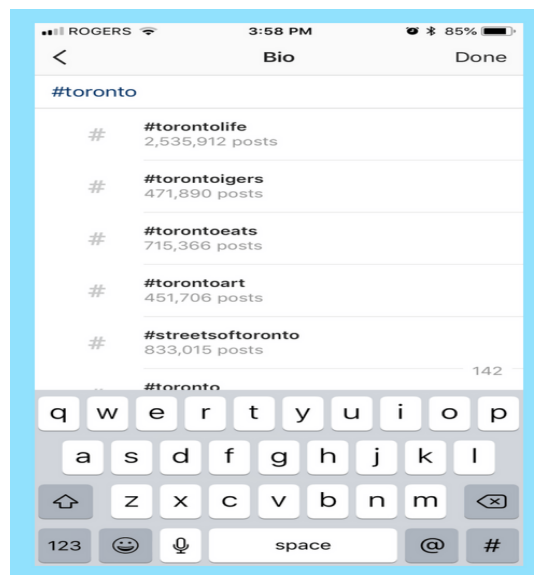 ROGERS 3:58 PM 85%
Bio Done
#toronto
# #torontolife
2,535,912 posts
# #torontoigers
471,890 posts
# #torontoeats
715,366 posts
# #torontoart
451,706 posts
# #streetsoftoronto
833,015 posts
142
#toronto
q w e r t y u i o p
a s d f g h j k l
z x c v b n m
123 space @ #